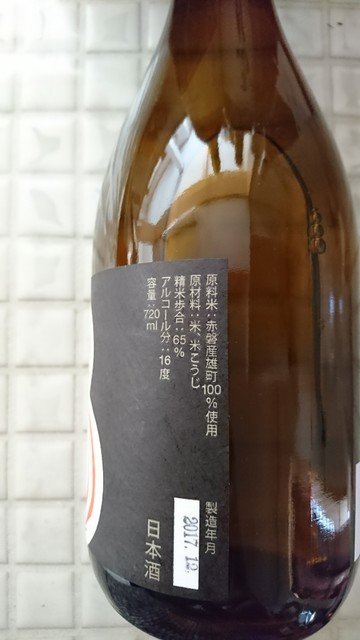 原料米:赤磐産雄町100%使用
原材料:米、米こうじ
精米歩合:65%
アルコール分:16度
容量:720ml
製造年月
2017.12.
日本酒